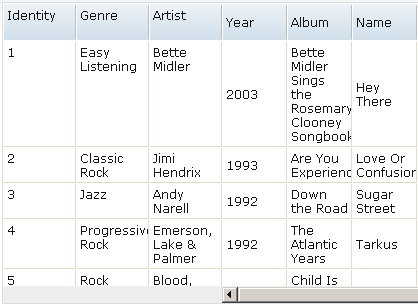 Identity Genre Artist Year Album Name
1 Easy Listening Bette Midler 2003 Bette Midler Sings the Rosemary Clooney Songbook Hey There
2 Classic Rock Jimi Hendrix 1993 Are You Experienc Love Or Confusion
3 Jazz Andy Narell 1992 Down the Road Sugar Street
4 Progressive Rock Emerson, Lake & Palmer 1992 The Atlantic Years Tarkus
5 Rock Blood, Child Is